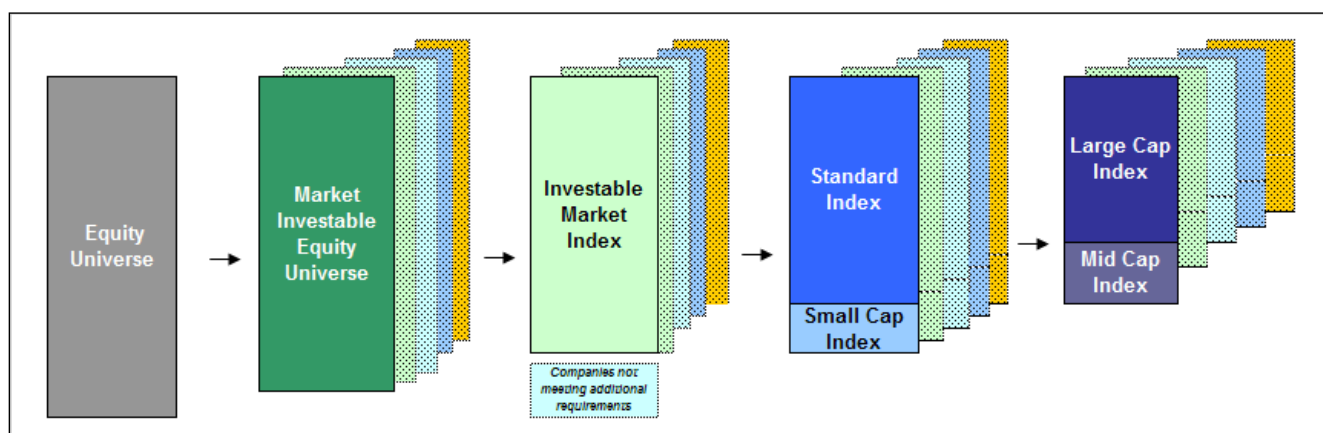 Equity
Universe
Market
Investable
Equity
Universe
Investable
Market
Index
Companies not
meeting additional
requirements
Standard
Index
Small Cap
Index
Large Cap
Index
Mid Cap
Index